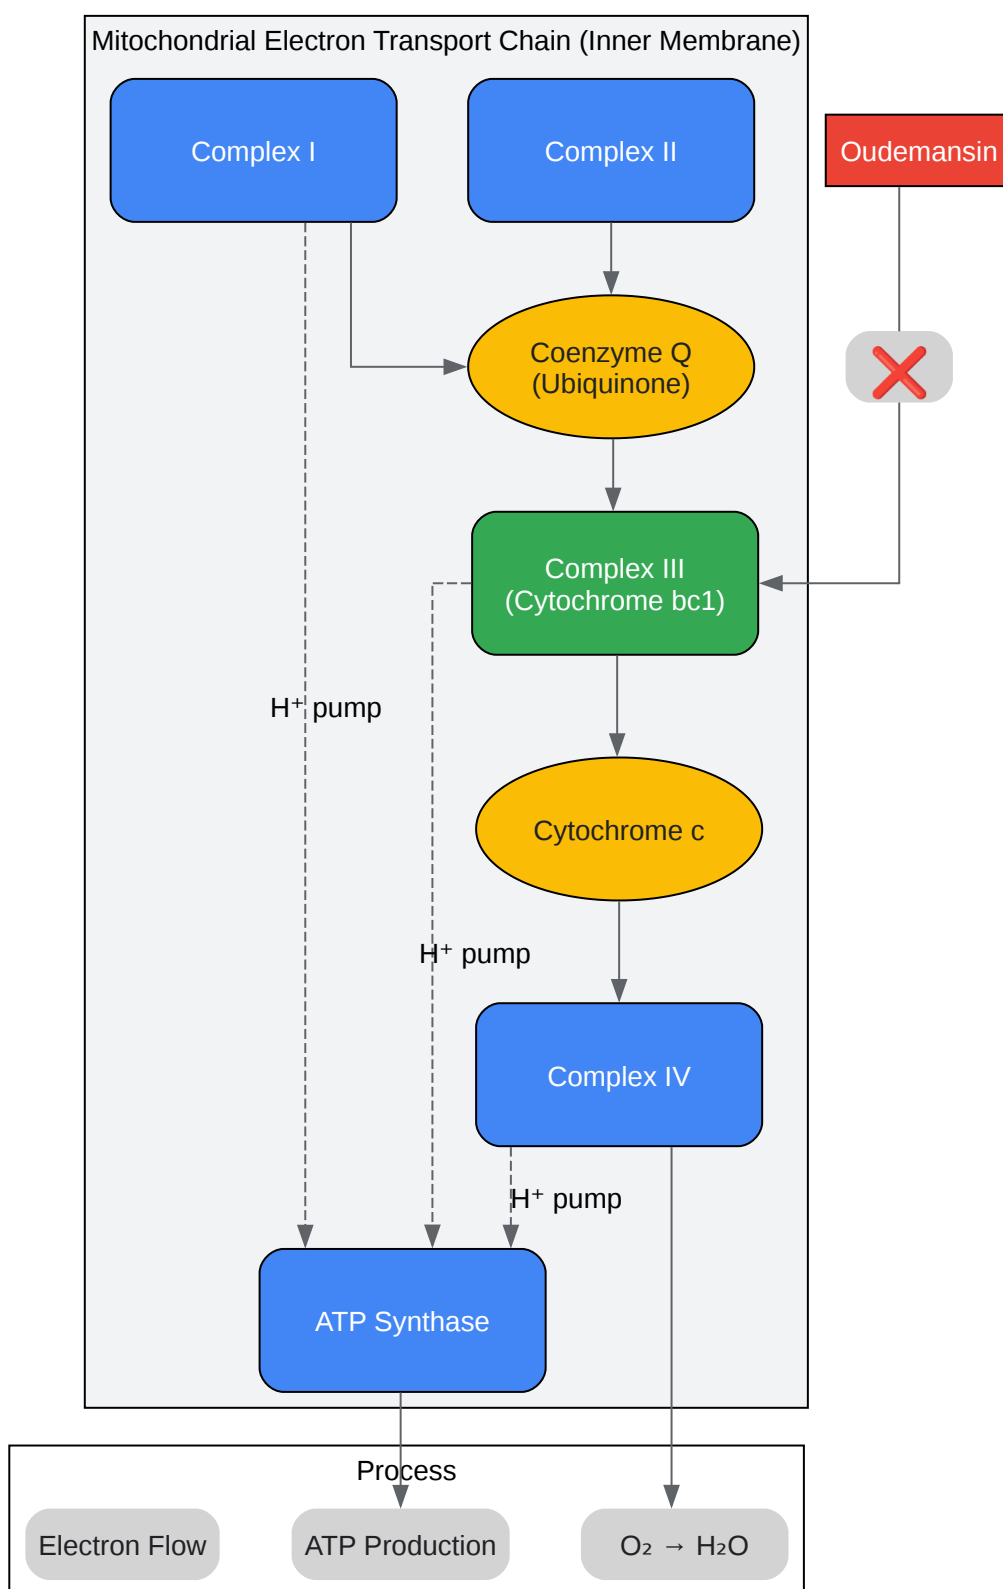 Mitochondrial Electron Transport Chain (Inner Membrane)
Complex I
Complex II
Oudemansin
Coenzyme Q
(Ubiquinone)
Complex III
(Cytochrome bc1)
H⁺ pump
Cytochrome c
H⁺ pump
Complex IV
H⁺ pump
ATP Synthase
Process
Electron Flow
ATP Production
O₂ → H₂O